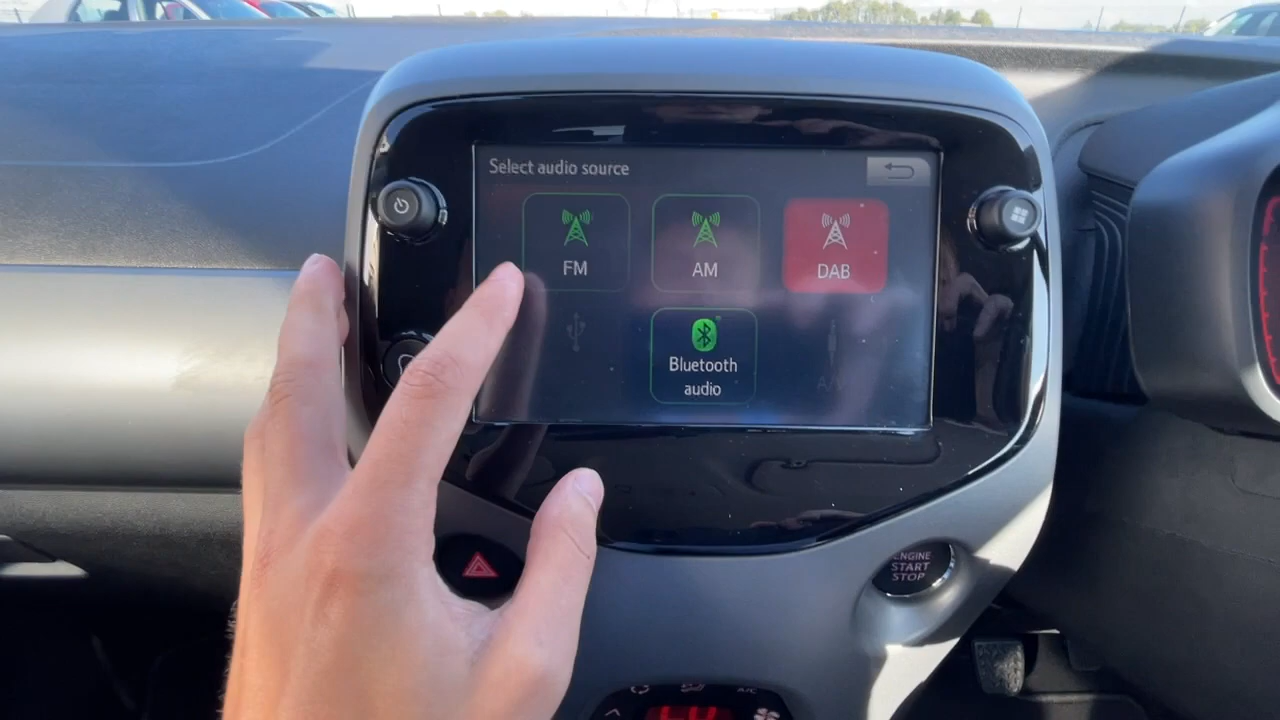 Select audio source
FM
AM
DAB
Bluetooth
audio
ENGINE
START
STOP
A/C